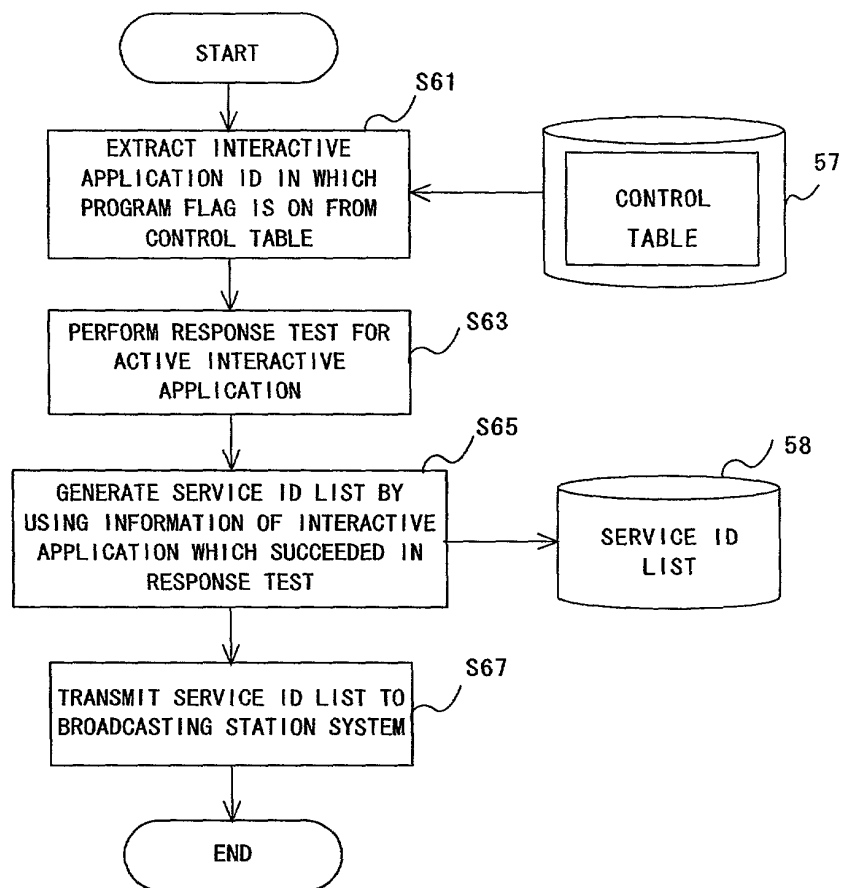 START
S61
EXTRACT INTERACTIVE
APPLICATION ID IN WHICH
PROGRAM FLAG IS ON FROM
CONTROL TABLE
CONTROL
TABLE
57
S63
PERFORM RESPONSE TEST FOR
ACTIVE INTERACTIVE
APPLICATION
S65
GENERATE SERVICE ID LIST BY
USING INFORMATION OF INTERACTIVE
APPLICATION WHICH SUCCEEDED IN
RESPONSE TEST
58
SERVICE ID
LIST
S67
TRANSMIT SERVICE ID LIST TO
BROADCASTING STATION SYSTEM
END